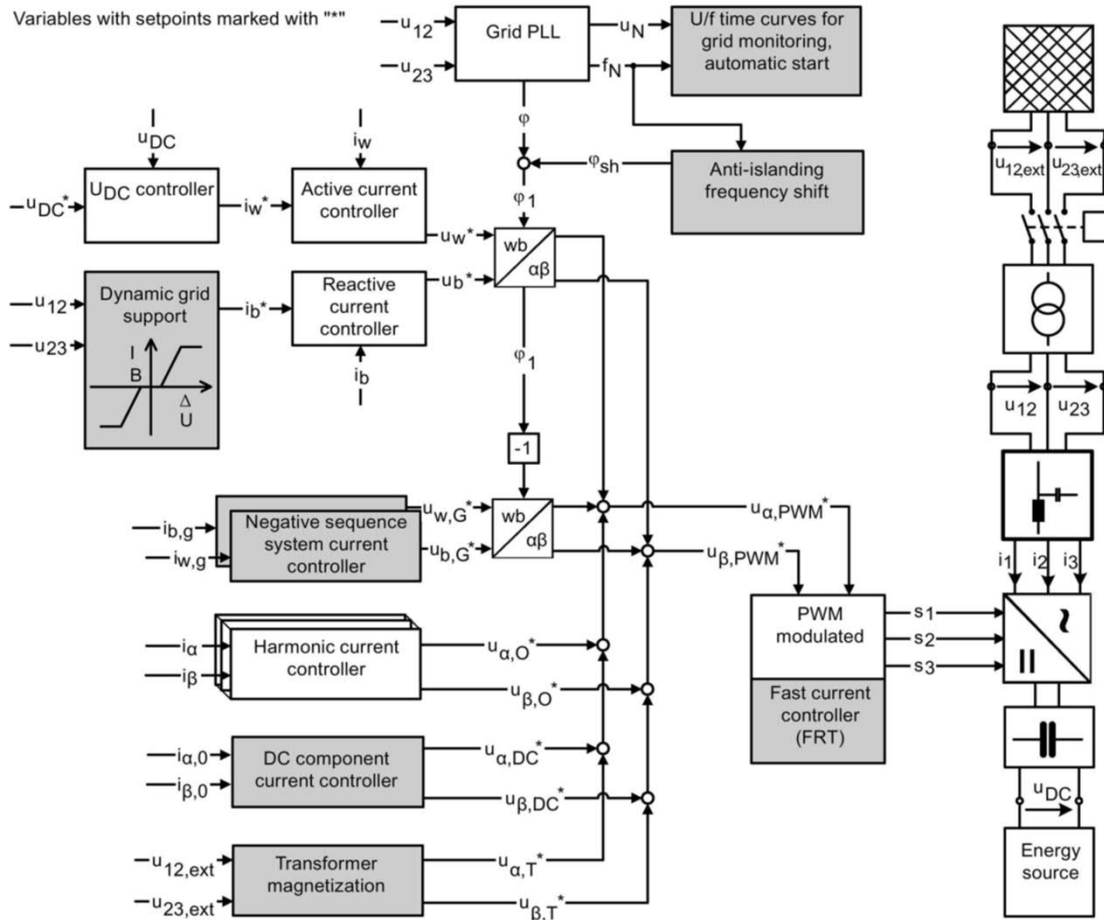 Variables with setpoints marked with "*"
u12
u23
Grid PLL
uN
fN
U/f time curves for
grid monitoring,
automatic start
φ
φsh
Anti-islanding
frequency shift
φ1
uDC
uDC*
UDC controller
iw*
iw
Active current
controller
uw*
wb
αβ
u12
u23
Dynamic grid
support
I
B
Δ
U
ib*
Reactive
current
controller
ub*
ib
φ1
-1
ib,g
iw,g
Negative sequence
system current
controller
uw,G*
ub,G*
wb
αβ
uα,PWM*
uβ,PWM*
iα
iβ
Harmonic current
controller
uα,O*
uβ,O*
iα,0
iβ,0
DC component
current controller
uα,DC*
uβ,DC*
u12,ext
u23,ext
Transformer
magnetization
uα,T*
uβ,T*
PWM
modulated
Fast current
controller
(FRT)
s1
s2
s3
u12,ext
u23,ext
u12
u23
i1
i2
i3
~
=
uDC
Energy
source